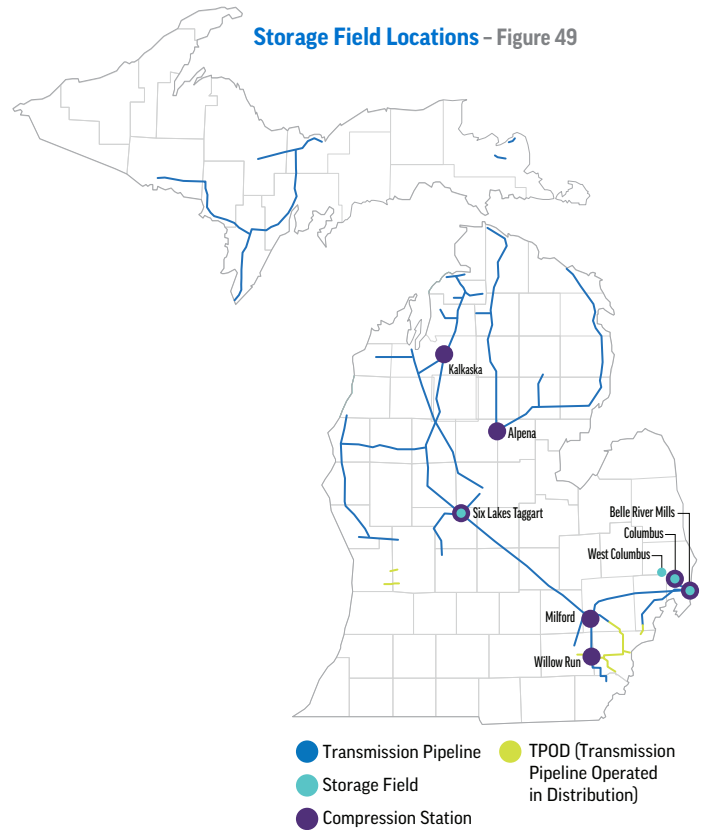 Storage Field Locations – Figure 49
Kalkaska
Alpena
Six Lakes Taggart
Belle River Mills
Columbus
West Columbus
Milford
Willow Run
Transmission Pipeline
Storage Field
Compression Station
TPOD (Transmission
Pipeline Operated
in Distribution)